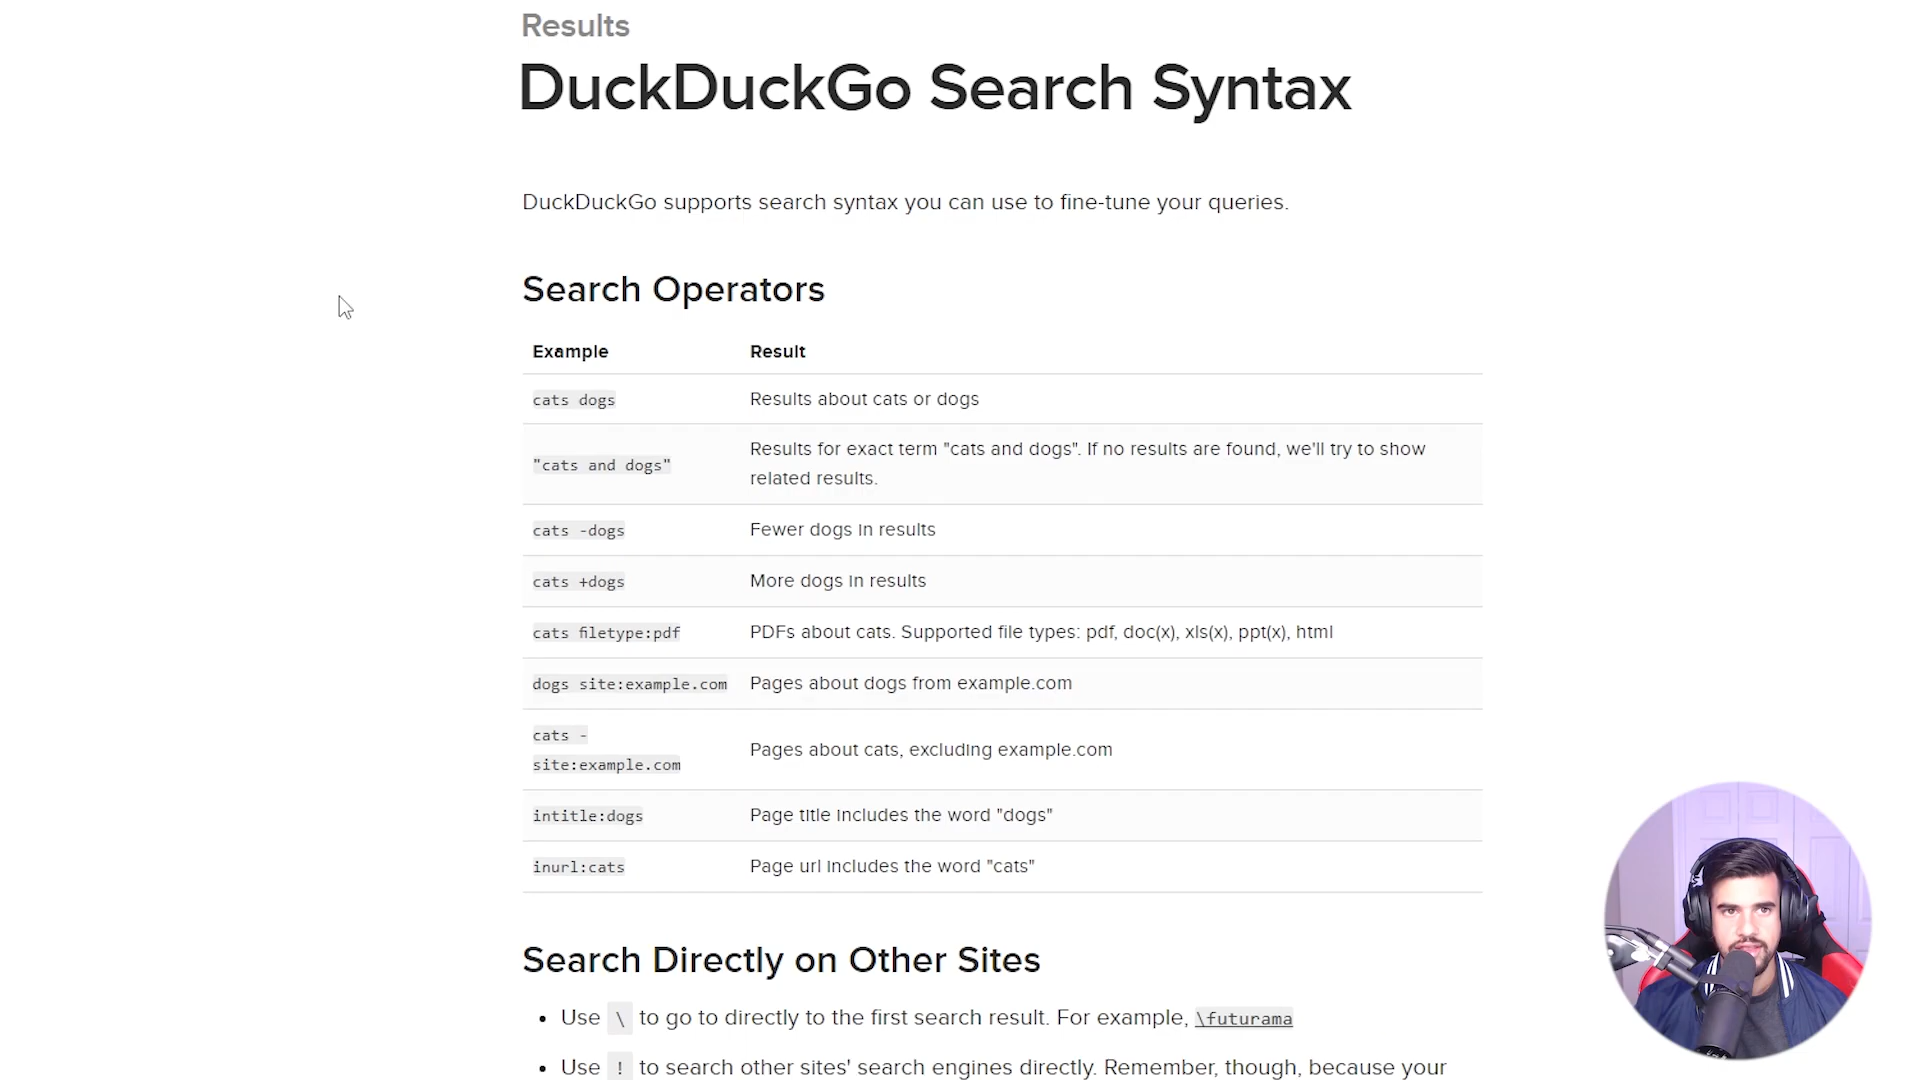 Results
DuckDuckGo Search Syntax
DuckDuckGo supports search syntax you can use to fine-tune your queries.
Search Operators
Example Result
cats dogs Results about cats or dogs
"cats and dogs" Results for exact term "cats and dogs". If no results are found, we'll try to show
related results.
cats -dogs Fewer dogs in results
cats +dogs More dogs in results
cats filetype:pdf PDFs about cats. Supported file types: pdf, doc(x), xls(x), ppt(x), html
dogs site:example.com Pages about dogs from example.com
cats -
site:example.com Pages about cats, excluding example.com
intitle:dogs Page title includes the word "dogs"
inurl:cats Page url includes the word "cats"
Search Directly on Other Sites
• Use \ to go to directly to the first search result. For example, \futurama
• Use ! to search other sites' search engines directly. Remember, though, because your